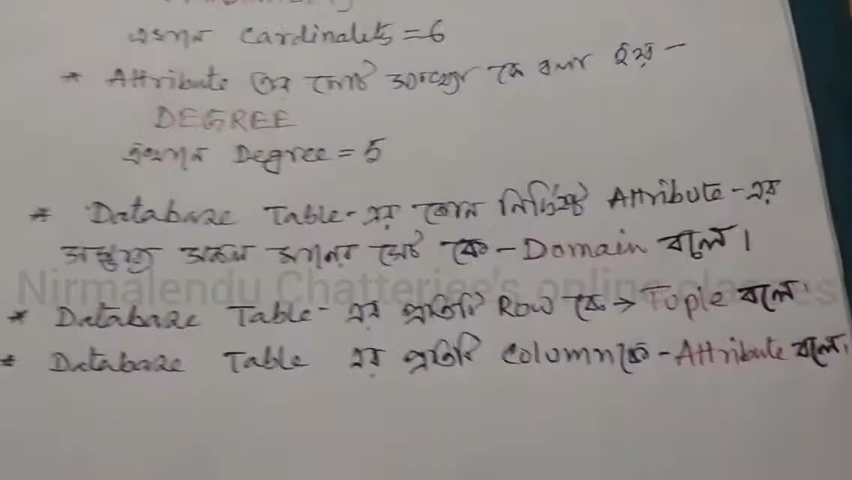 এখানে Cardinality = 6
* Attribute এর মোট সংখ্যা কে বলা হয় -
DEGREE
এখানে Degree = 5
* Database Table-এর কোন নির্দিষ্ট Attribute-এর
অন্তর্গত সকল মানের সেট কে - Domain বলে।
Nirmalendu Chatterjee's online classes
* Database Table-এর প্রতিটি Row কে → Tople বলে।
* Database Table এর প্রতিটি Column কে - Attribute বলে।